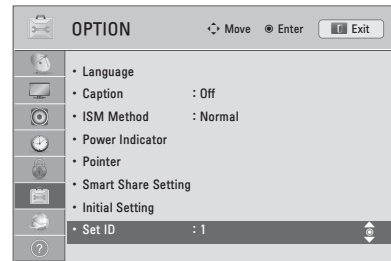 OPTION Move Enter E Exit
• Language
• Caption : Off
• ISM Method : Normal
• Power Indicator
• Pointer
• Smart Share Setting
• Initial Setting
• Set ID : 1
?